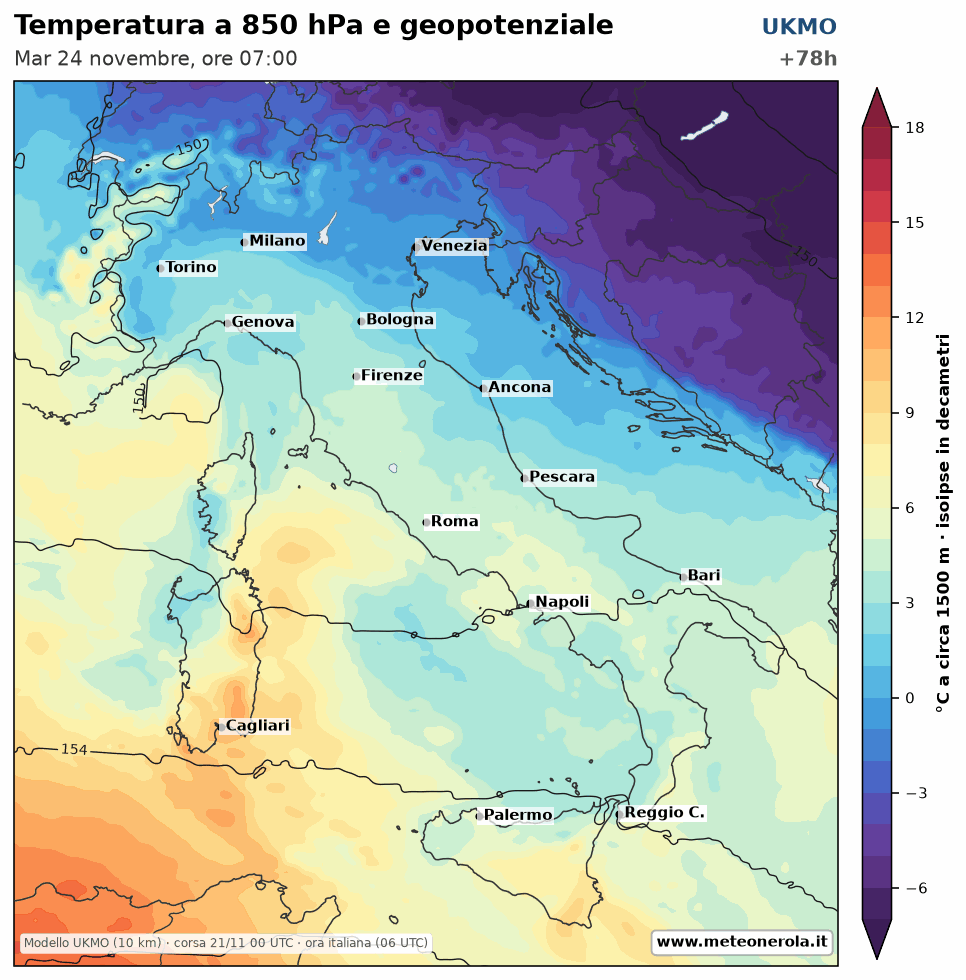 Temperatura a 850 hPa e geopotenziale
UKMO
Mar 24 novembre, ore 07:00
+78h
150
150
150
154
Milano
Venezia
Torino
Genova
Bologna
Firenze
Ancona
Pescara
Roma
Bari
Napoli
Cagliari
Palermo
Reggio C.
18
15
12
9
6
3
0
−3
−6
°C a circa 1500 m · isoipse in decametri
Modello UKMO (10 km) · corsa 21/11 00 UTC · ora italiana (06 UTC)
www.meteonerola.it